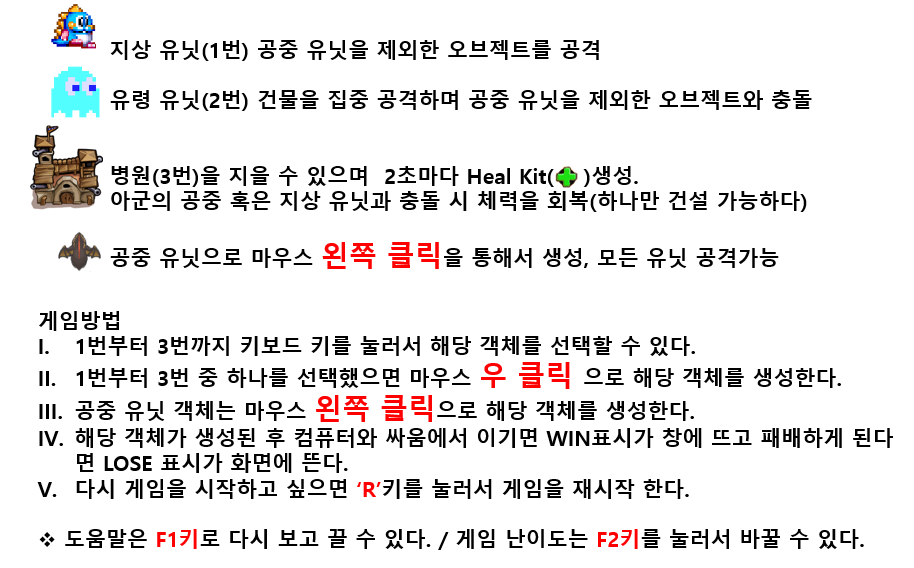 지상 유닛(1번) 공중 유닛을 제외한 오브젝트를 공격
유령 유닛(2번) 건물을 집중 공격하며 공중 유닛을 제외한 오브젝트와 충돌
병원(3번)을 지을 수 있으며 2초마다 Heal Kit( )생성.
아군의 공중 혹은 지상 유닛과 충돌 시 체력을 회복(하나만 건설 가능하다)
공중 유닛으로 마우스 왼쪽 클릭을 통해서 생성, 모든 유닛 공격가능
게임방법
I. 1번부터 3번까지 키보드 키를 눌러서 해당 객체를 선택할 수 있다.
II. 1번부터 3번 중 하나를 선택했으면 마우스 우 클릭 으로 해당 객체를 생성한다.
III. 공중 유닛 객체는 마우스 왼쪽 클릭으로 해당 객체를 생성한다.
IV. 해당 객체가 생성된 후 컴퓨터와 싸움에서 이기면 WIN표시가 창에 뜨고 패배하게 된다
면 LOSE 표시가 화면에 뜬다.
V. 다시 게임을 시작하고 싶으면 ‘R’키를 눌러서 게임을 재시작 한다.
❖ 도움말은 F1키로 다시 보고 끌 수 있다. / 게임 난이도는 F2키를 눌러서 바꿀 수 있다.